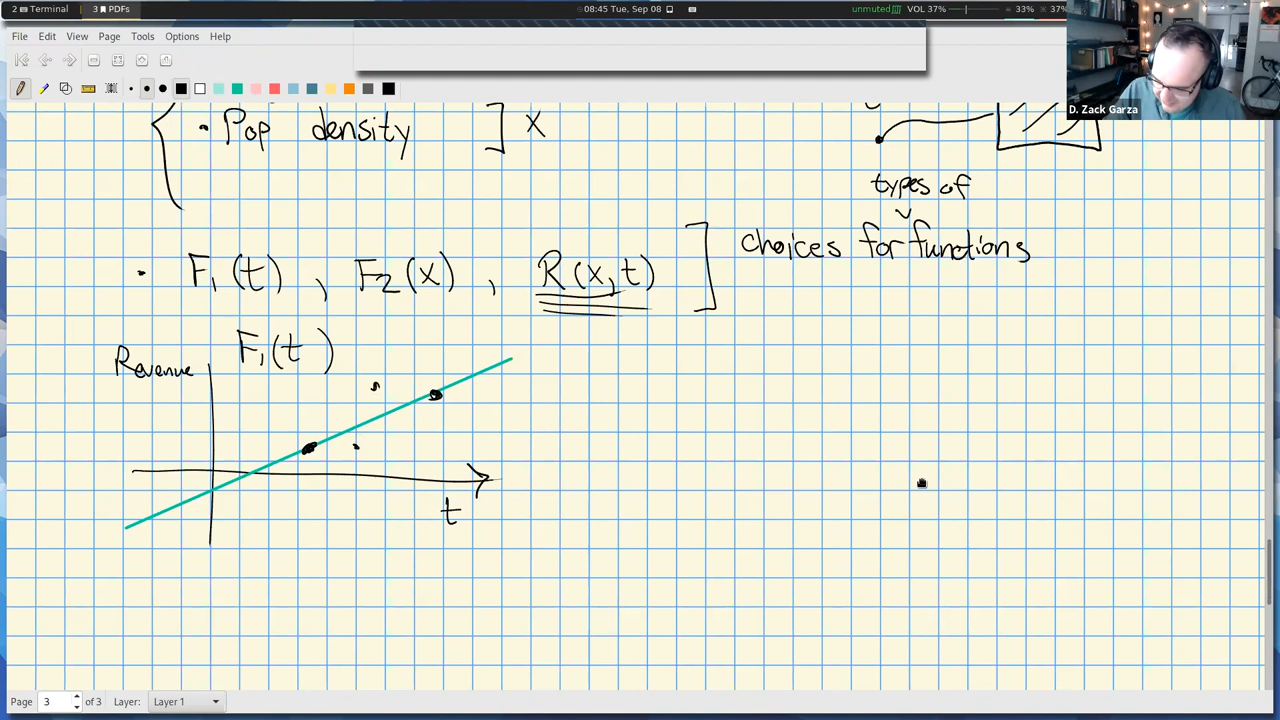 2 Terminal 3 PDFs 08:45 Tue, Sep 08 unmuted VOL 37% 33% 37%
File Edit View Page Tools Options Help
D. Zack Garza
• Pop density ] x
types of
choices for functions
• F₁(t), F₂(x), R(x,t)
F₁(t)
Revenue
t
Page 3 of 3 Layer: Layer 1